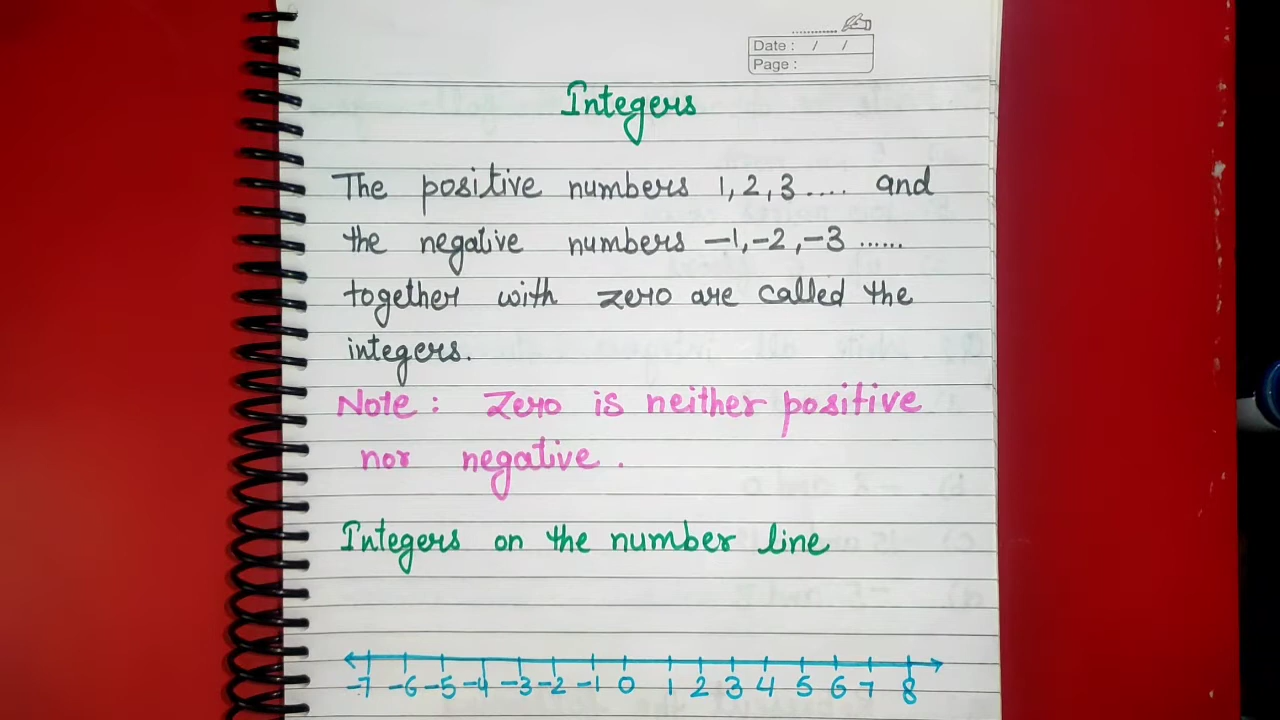 Date : / /
Page :
Integers
The positive numbers 1, 2, 3 .... and
the negative numbers -1, -2, -3 ......
together with zero are called the
integers.
Note : Zero is neither positive
nor negative.
Integers on the number line
-7 -6 -5 -4 -3 -2 -1 0 1 2 3 4 5 6 7 8